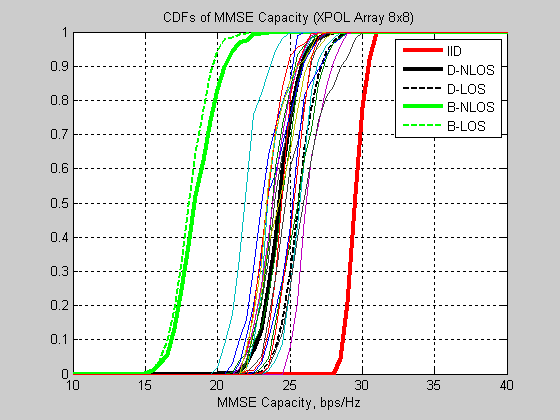 CDFs of MMSE Capacity (XPOL Array 8x8)
1
0.9
0.8
0.7
0.6
0.5
0.4
0.3
0.2
0.1
0
10
15
20
25
30
35
40
MMSE Capacity, bps/Hz
IID
D-NLOS
D-LOS
B-NLOS
B-LOS